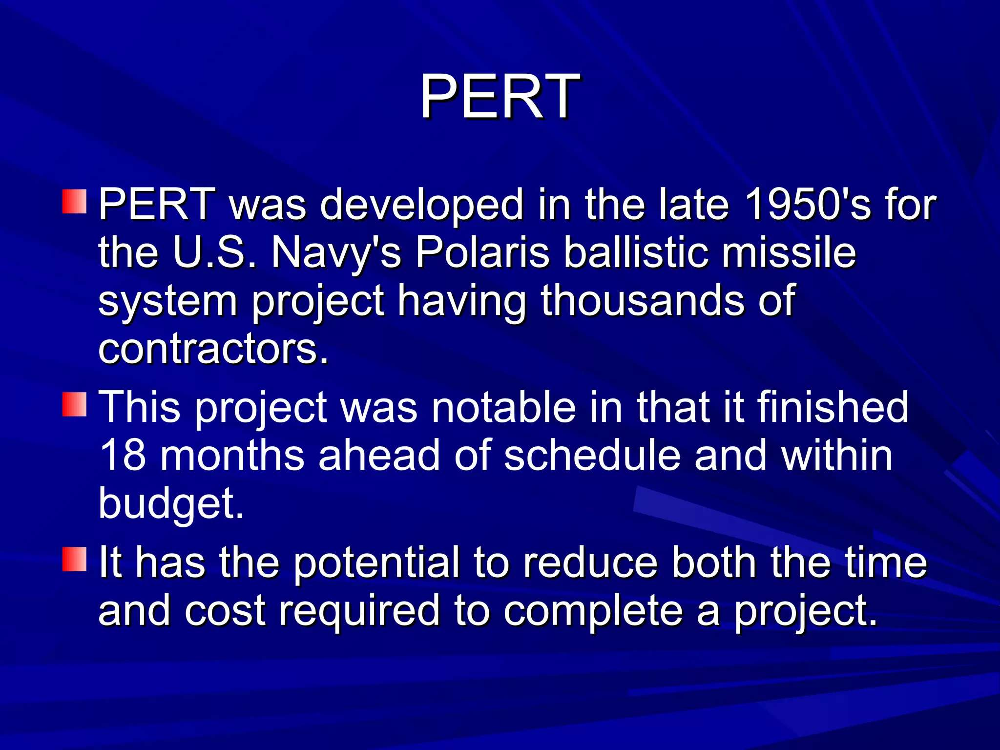 PERT
PERT was developed in the late 1950's for
the U.S. Navy's Polaris ballistic missile
system project having thousands of
contractors.
This project was notable in that it finished
18 months ahead of schedule and within
budget.
It has the potential to reduce both the time
and cost required to complete a project.